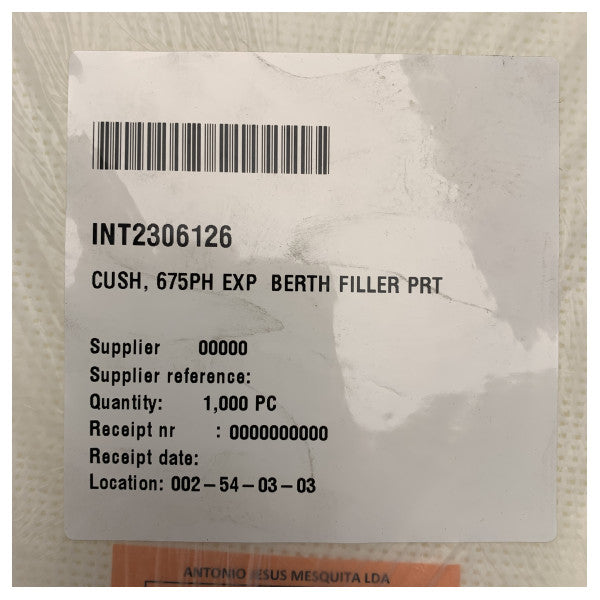 INT2306126
CUSH, 675PH EXP BERTH FILLER PRT
Supplier 00000
Supplier reference:
Quantity: 1,000 PC
Receipt nr : 0000000000
Receipt date:
Location: 002-54-03-03
ANTONIO JESUS MESQUITA LDA